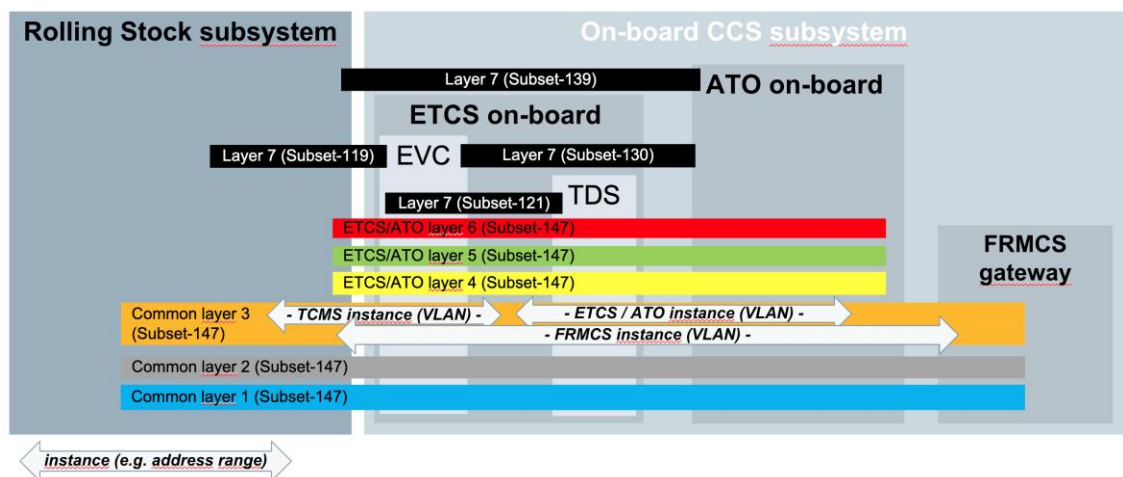 Rolling Stock subsystem
On-board CCS subsystem
Layer 7 (Subset-139)
ATO on-board
ETCS on-board
Layer 7 (Subset-119)
EVC
Layer 7 (Subset-130)
Layer 7 (Subset-121)
TDS
ETCS/ATO layer 6 (Subset-147)
ETCS/ATO layer 5 (Subset-147)
ETCS/ATO layer 4 (Subset-147)
FRMCS
gateway
Common layer 3
(Subset-147)
- TCMS instance (VLAN) -
- ETCS / ATO instance (VLAN) -
- FRMCS instance (VLAN) -
Common layer 2 (Subset-147)
Common layer 1 (Subset-147)
instance (e.g. address range)